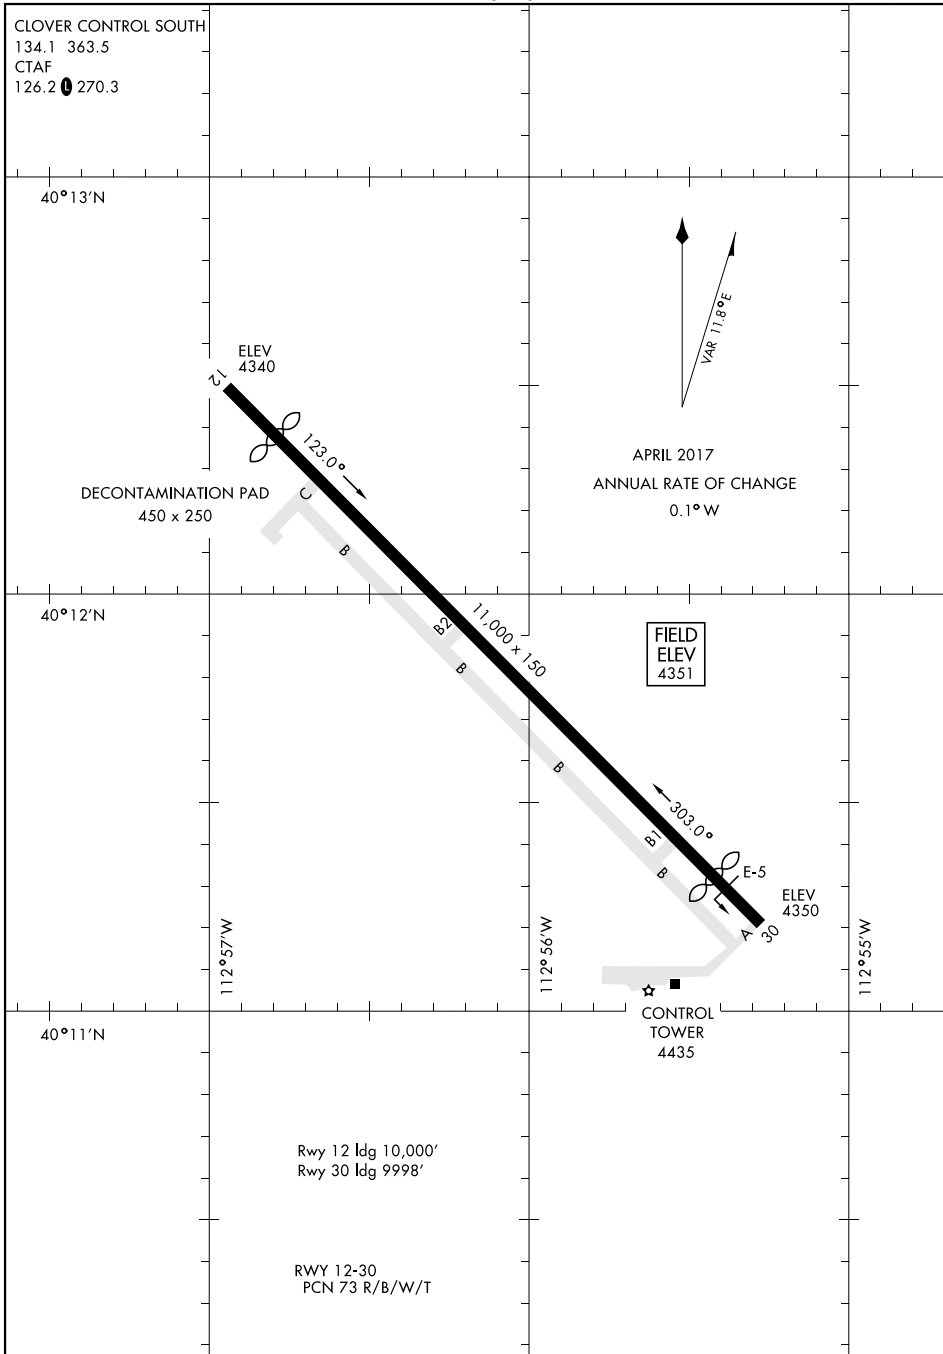 CLOVER CONTROL SOUTH
134.1 363.5
CTAF
126.2 L 270.3
40°13'N
VAR 11.8°E
ELEV
4340
12
123.0°
APRIL 2017
ANNUAL RATE OF CHANGE
0.1° W
DECONTAMINATION PAD
450 x 250
C
B
40°12'N
11,000 x 150
B2
B
FIELD
ELEV
4351
B
303.0°
B1
B
E-5
ELEV
4350
A
30
112°57'W
112°56'W
112°55'W
CONTROL
TOWER
4435
40°11'N
Rwy 12 ldg 10,000'
Rwy 30 ldg 9998'
RWY 12-30
PCN 73 R/B/W/T